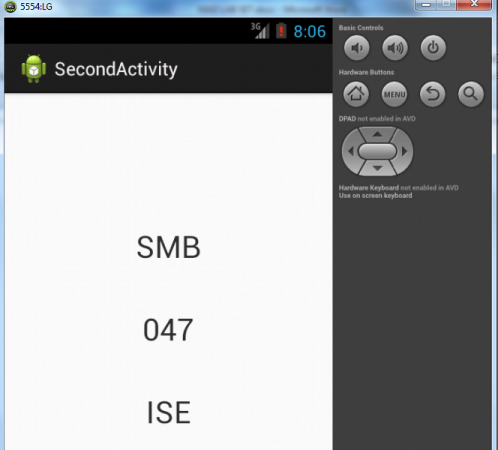 5554:LG
3G 8:06
SecondActivity
SMB
047
ISE
Basic Controls
Hardware Buttons
MENU
DPAD not enabled in AVD
Hardware Keyboard not enabled in AVD
Use on screen keyboard